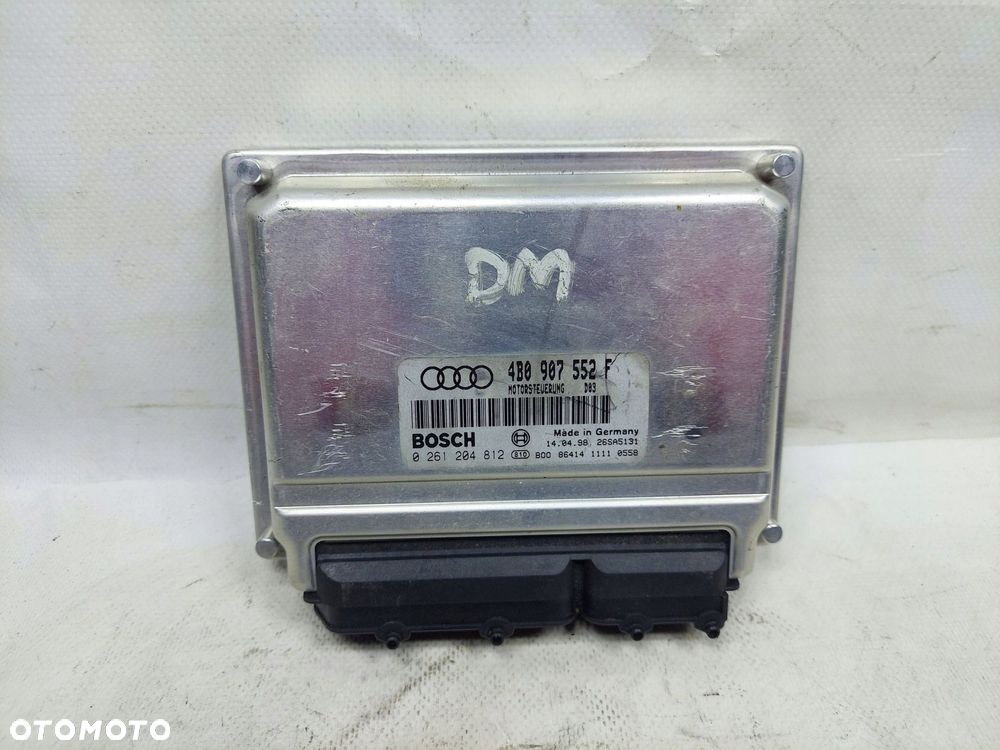 DM
4B0 907 552 F
MOTORSTEUERUNG D03
BOSCH
Made in Germany
14.04.98 26SA5131
0 261 204 812 810 B00 86414 1111 0558
OTOMOTO